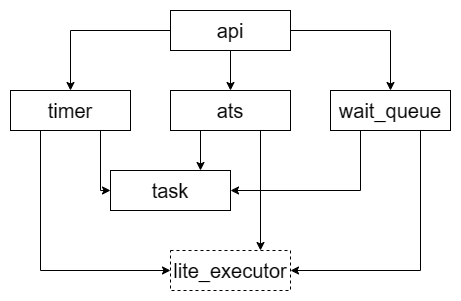 api
timer
ats
wait_queue
task
lite_executor